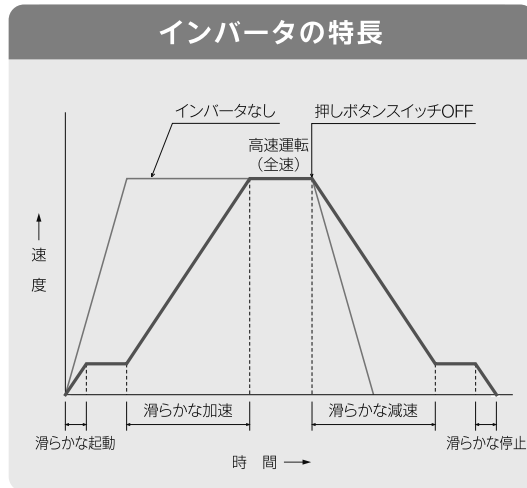 インバータの特長
インバータなし
押しボタンスイッチOFF
高速運転
(全速)
速
度
滑らかな加速
滑らかな減速
滑らかな起動
滑らかな停止
時 間